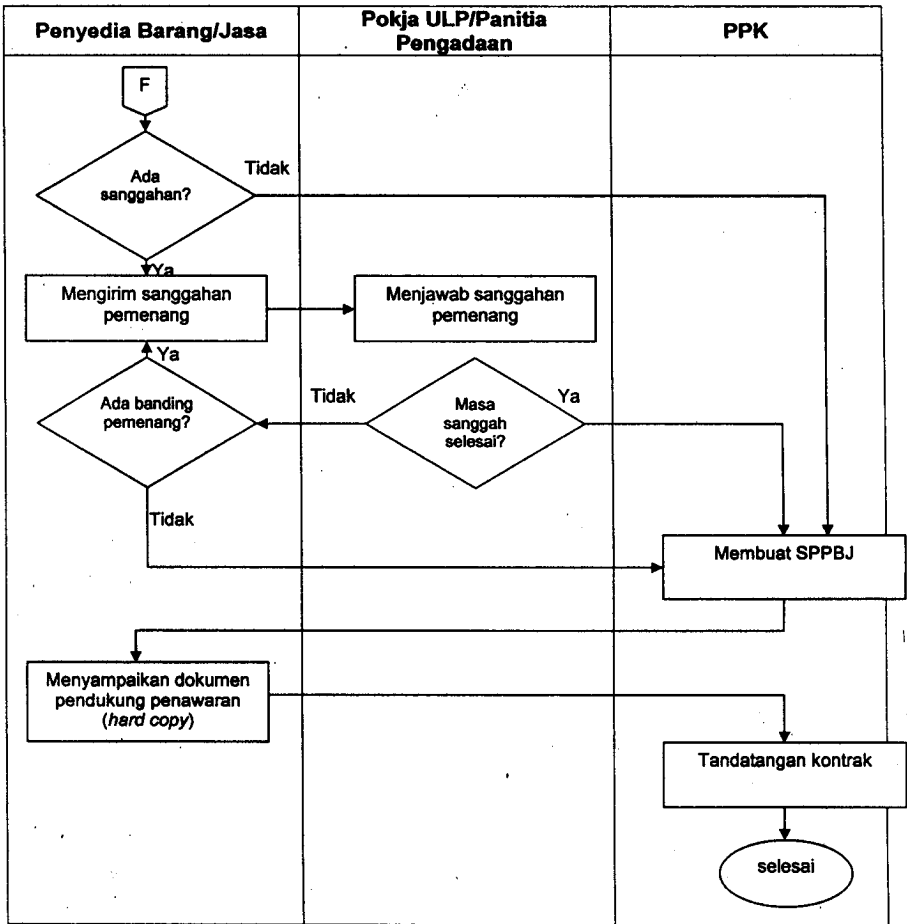 Penyedia Barang/Jasa
Pokja ULP/Panitia
Pengadaan
PPK
F
Ada
sanggahan?
Tidak
Ya
Mengirim sanggahan
pemenang
Menjawab sanggahan
pemenang
Ya
Ada banding
pemenang?
Tidak
Masa
sanggah
selesai?
Ya
Tidak
Membuat SPPBJ
Menyampaikan dokumen
pendukung penawaran
(hard copy)
Tandatangan kontrak
selesai